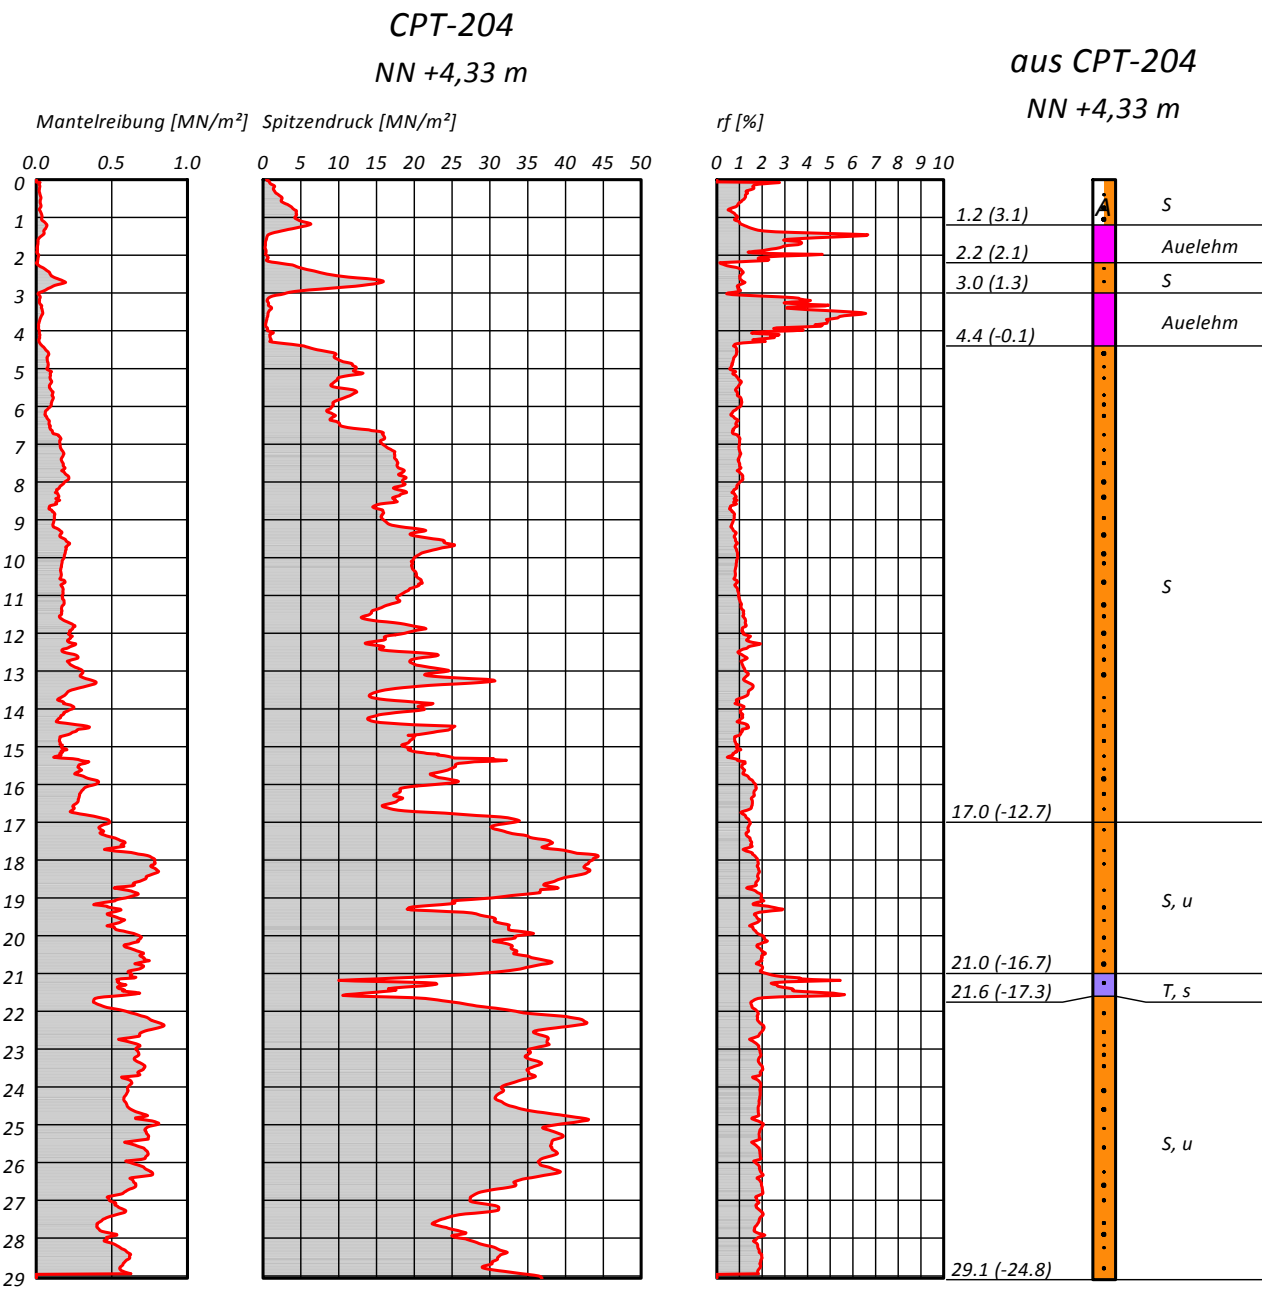 CPT-204
NN +4,33 m
aus CPT-204
NN +4,33 m
Mantelreibung [MN/m²] Spitzendruck [MN/m²] rf [%]
0.0 0.5 1.0 0 5 10 15 20 25 30 35 40 45 50 0 1 2 3 4 5 6 7 8 9 10
0
A S
1
1.2 (3.1)
Auelehm
2
2.2 (2.1)
S
3
3.0 (1.3)
Auelehm
4
4.4 (-0.1)
5
6
7
8
9
10
11
S
12
13
14
15
16
17
17.0 (-12.7)
18
19
S, u
20
21
21.0 (-16.7)
21.6 (-17.3) T, s
22
23
24
25
S, u
26
27
28
29
29.1 (-24.8)